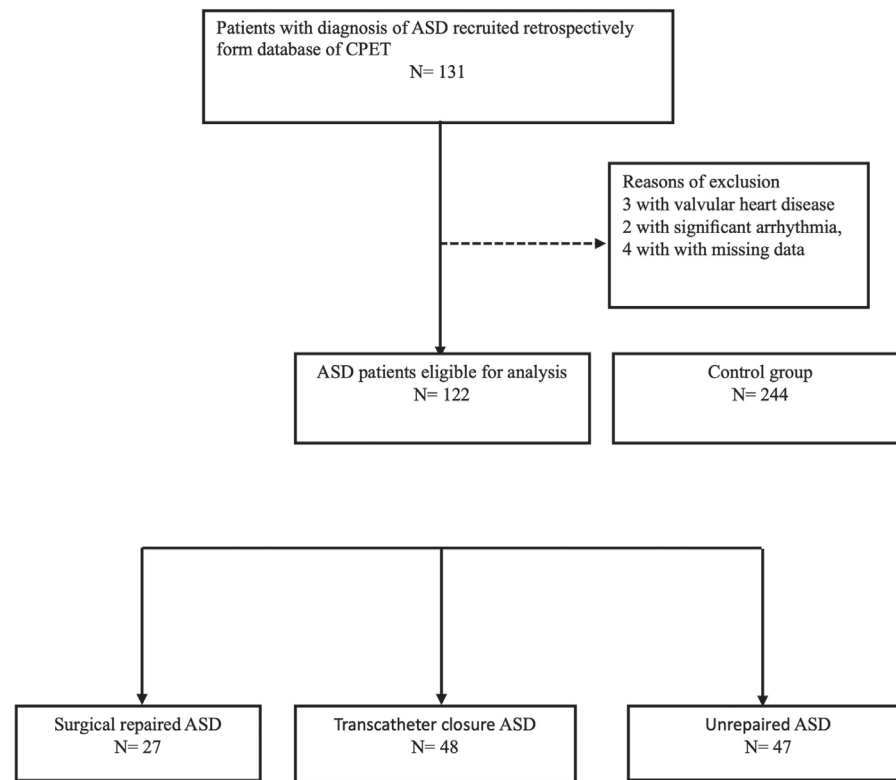 Patients with diagnosis of ASD recruited retrospectively
form database of CPET
N= 131
Reasons of exclusion
3 with valvular heart disease
2 with significant arrhythmia,
4 with with missing data
ASD patients eligible for analysis
N= 122
Control group
N= 244
Surgical repaired ASD
N= 27
Transcatheter closure ASD
N= 48
Unrepaired ASD
N= 47